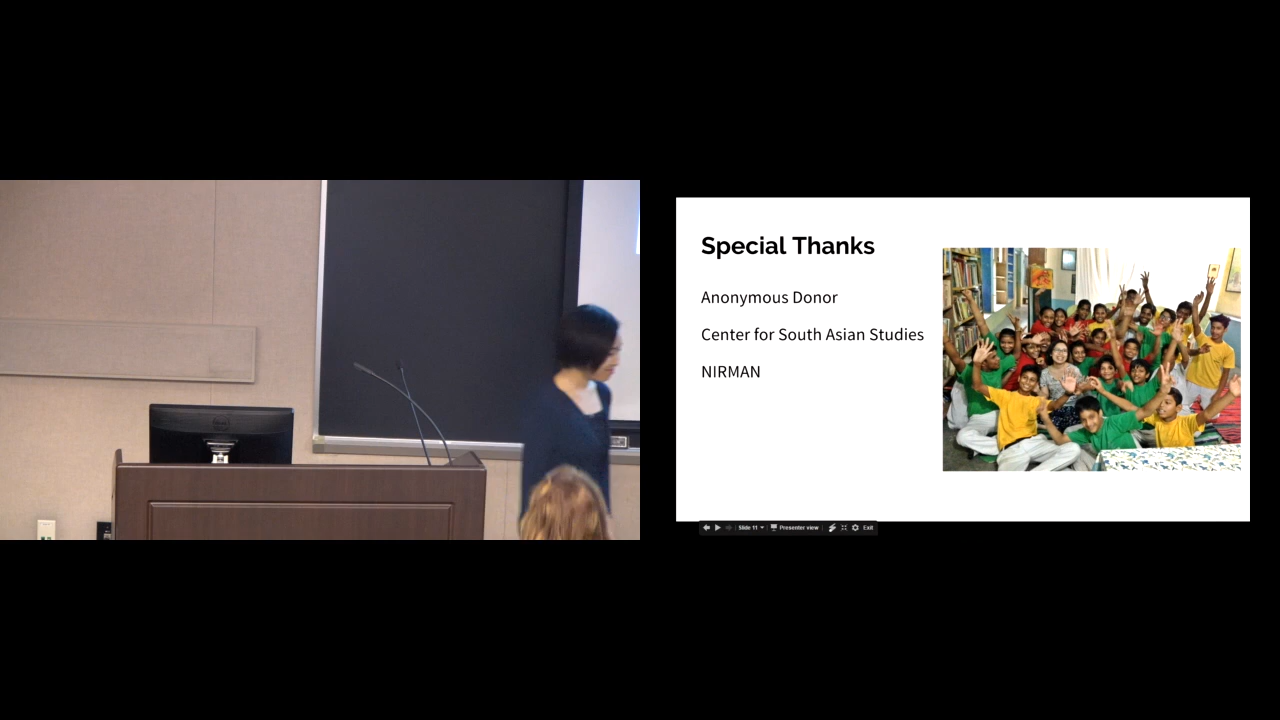 Special Thanks
Anonymous Donor
Center for South Asian Studies
NIRMAN
Slide 11
Presenter view
Exit